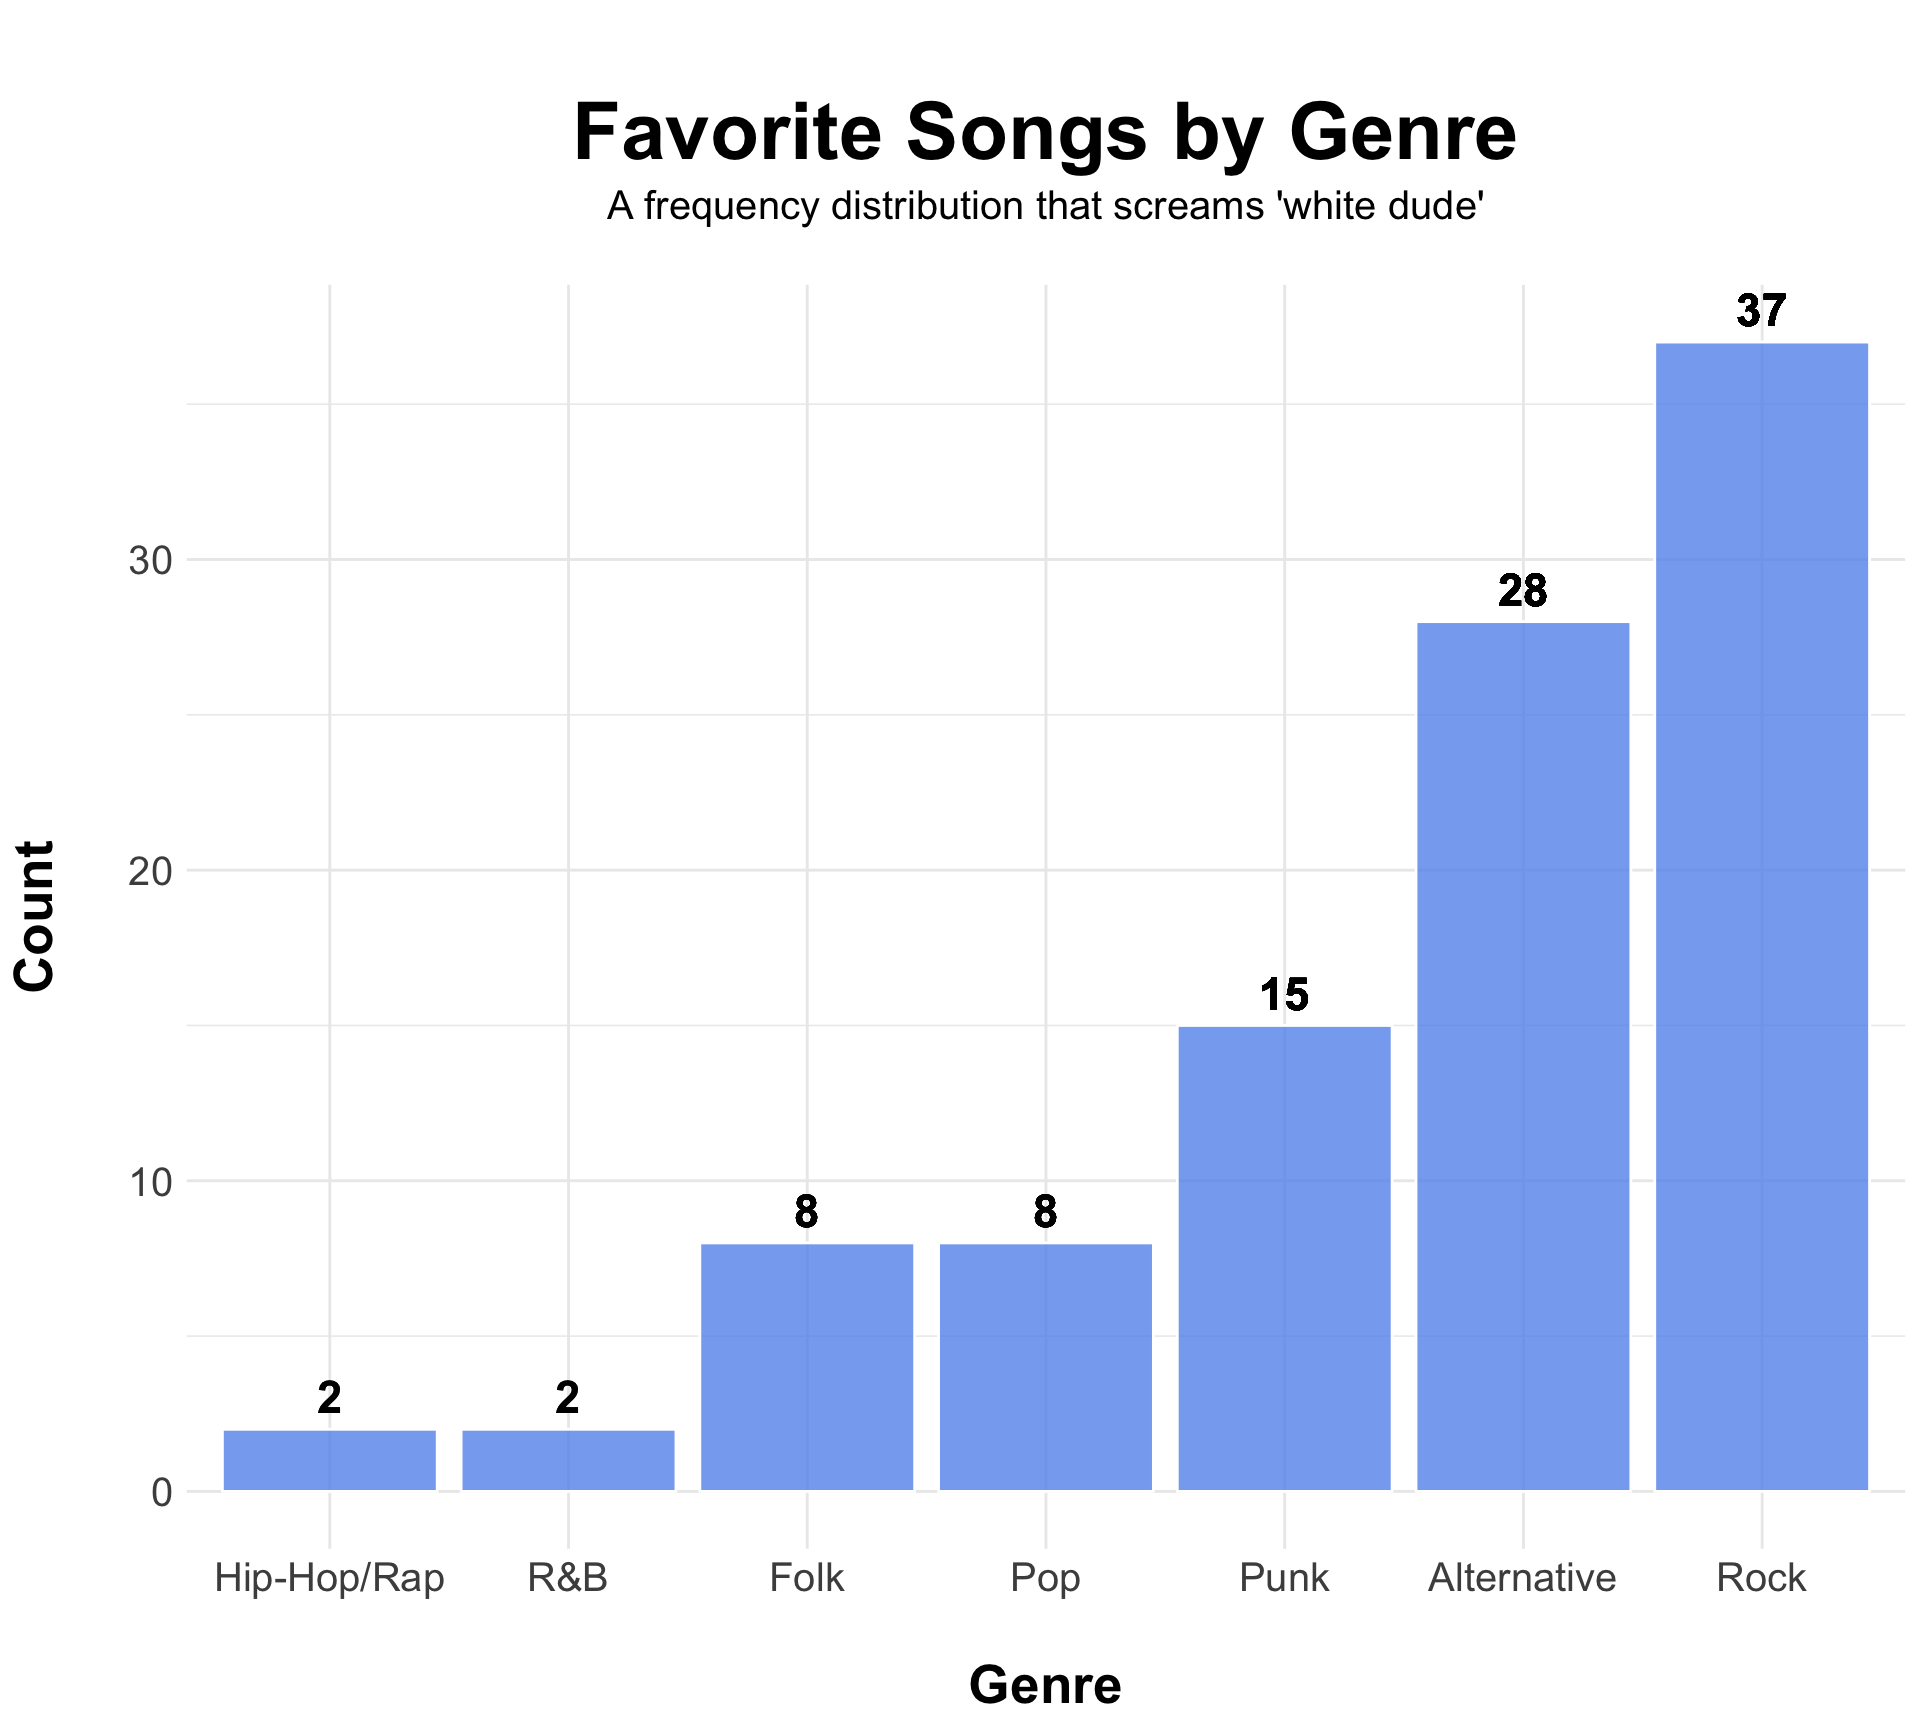 Favorite Songs by Genre
A frequency distribution that screams 'white dude'
37
30
28
20
15
10
8 8
2 2
0
Count
Hip-Hop/Rap R&B Folk Pop Punk Alternative Rock
Genre